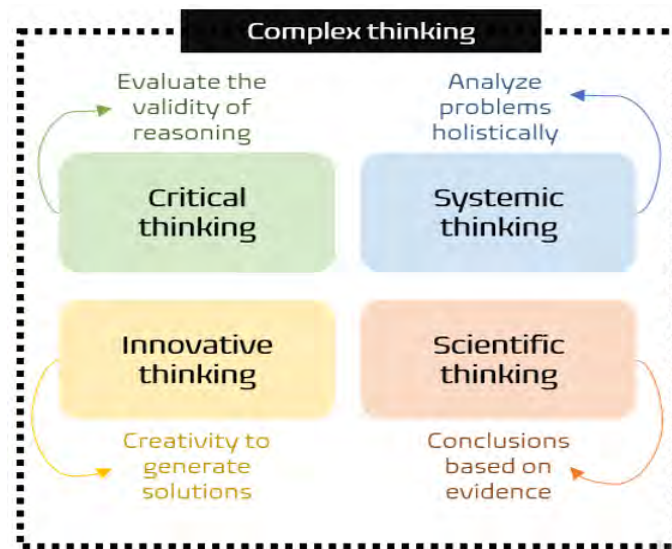 Complex thinking
Evaluate the
validity of
reasoning
Analyze
problems
holistically
Critical
thinking
Systemic
thinking
Innovative
thinking
Scientific
thinking
Creativity to
generate
solutions
Conclusions
based on
evidence